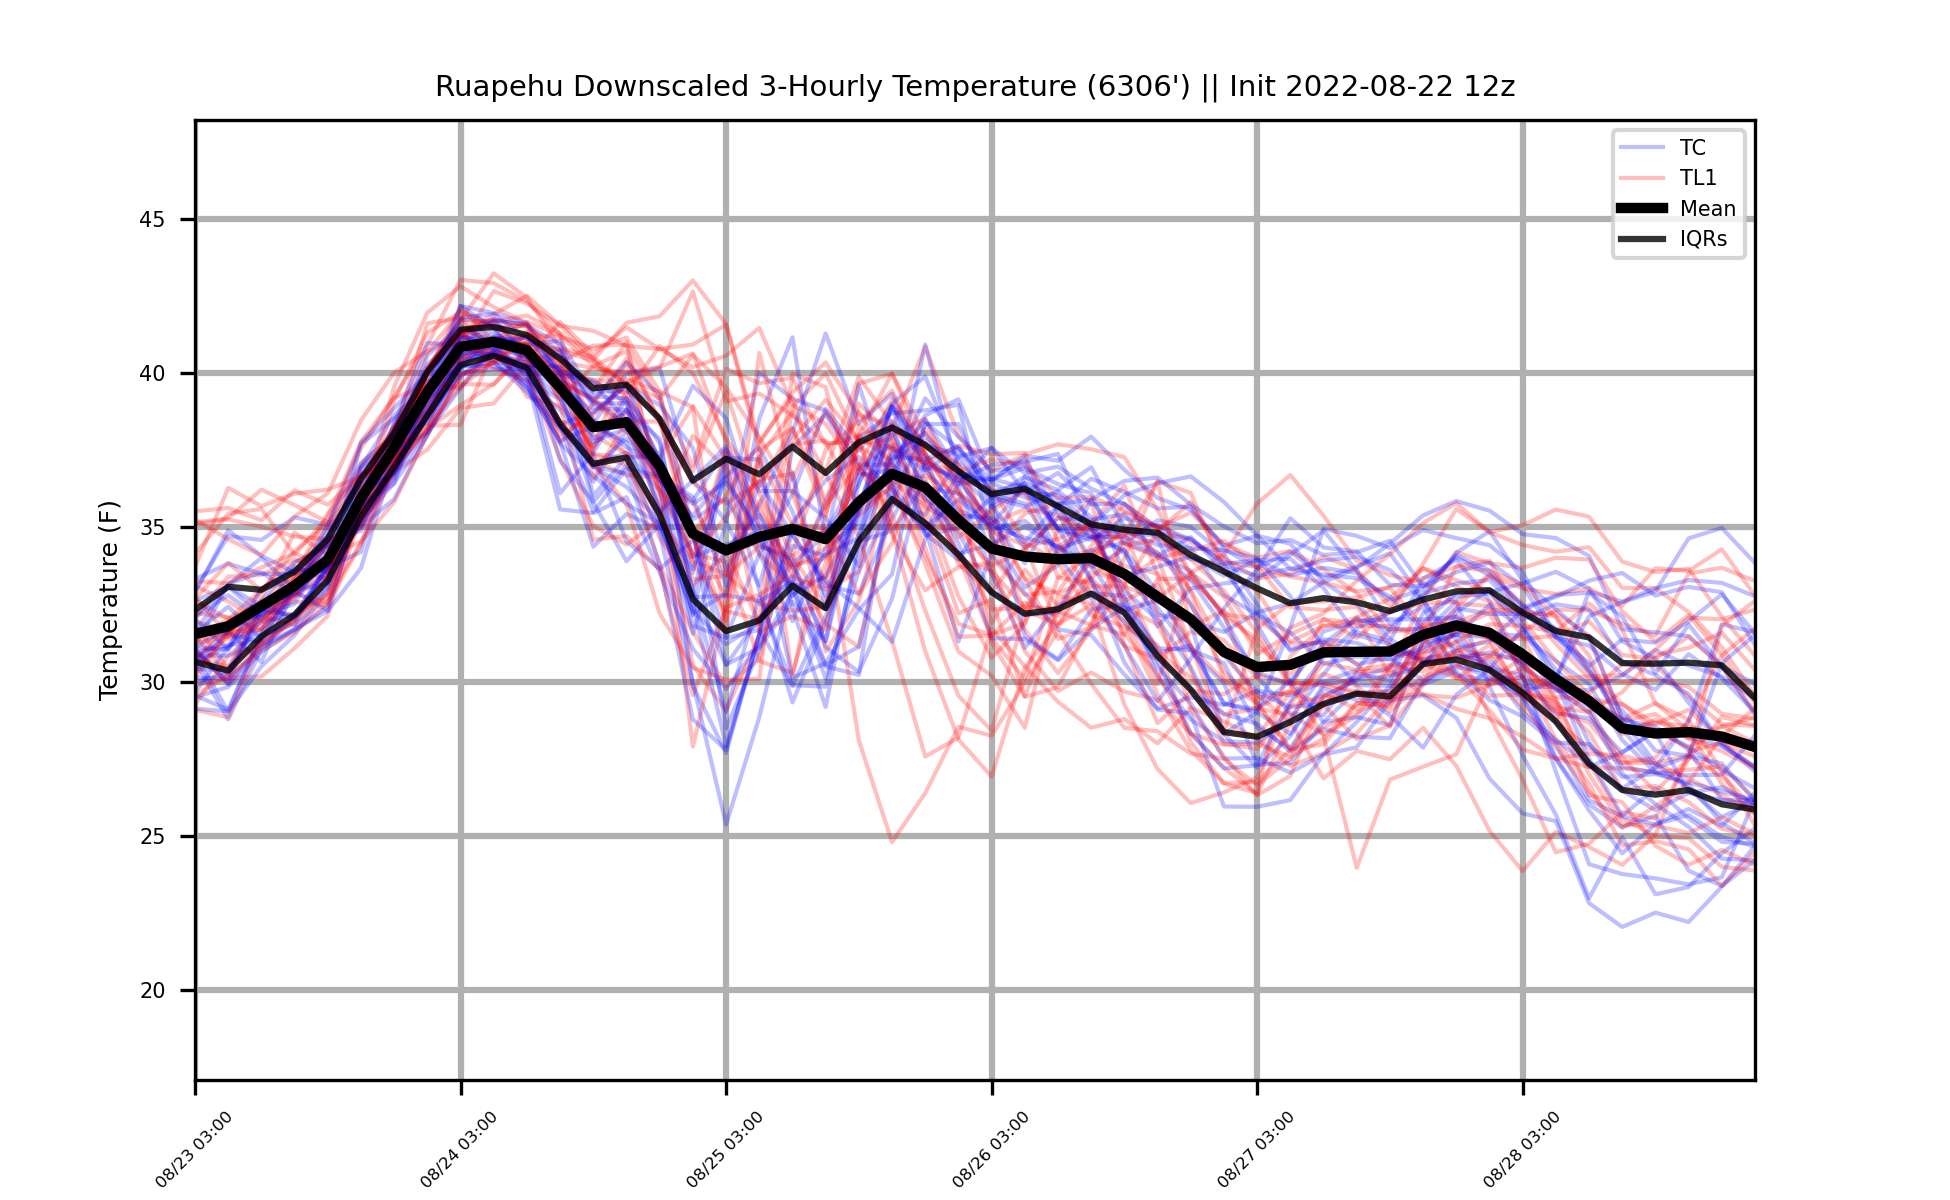 Ruapehu Downscaled 3-Hourly Temperature (6306') || Init 2022-08-22 12z
TC
TL1
Mean
IQRs
Temperature (F)
45
40
35
30
25
20
08/23 03:00
08/24 03:00
08/25 03:00
08/26 03:00
08/27 03:00
08/28 03:00